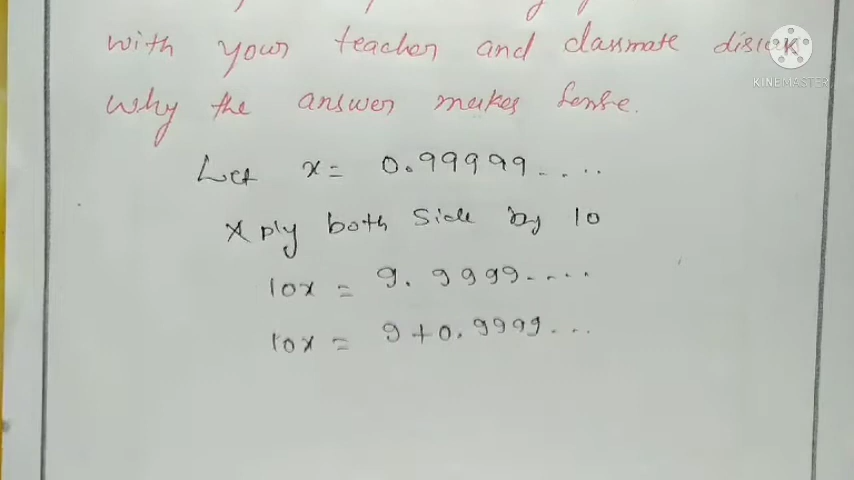 with your teacher and classmate discuss
KINEMASTER
why the answer makes sense.
Let x = 0.99999.....
Xply both side by 10
10x = 9.9999.....
10x = 9+0.9999...